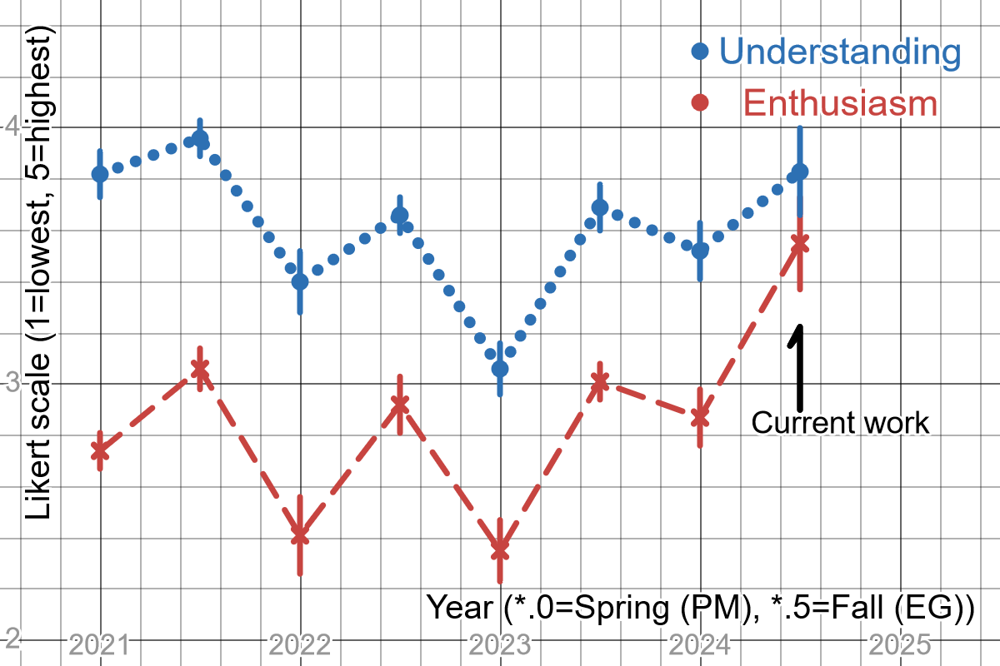 Understanding
Enthusiasm
Likert scale (1=lowest, 5=highest)
4
3
2
Current work
Year (*.0=Spring (PM), *.5=Fall (EG))
2021 2022 2023 2024 2025